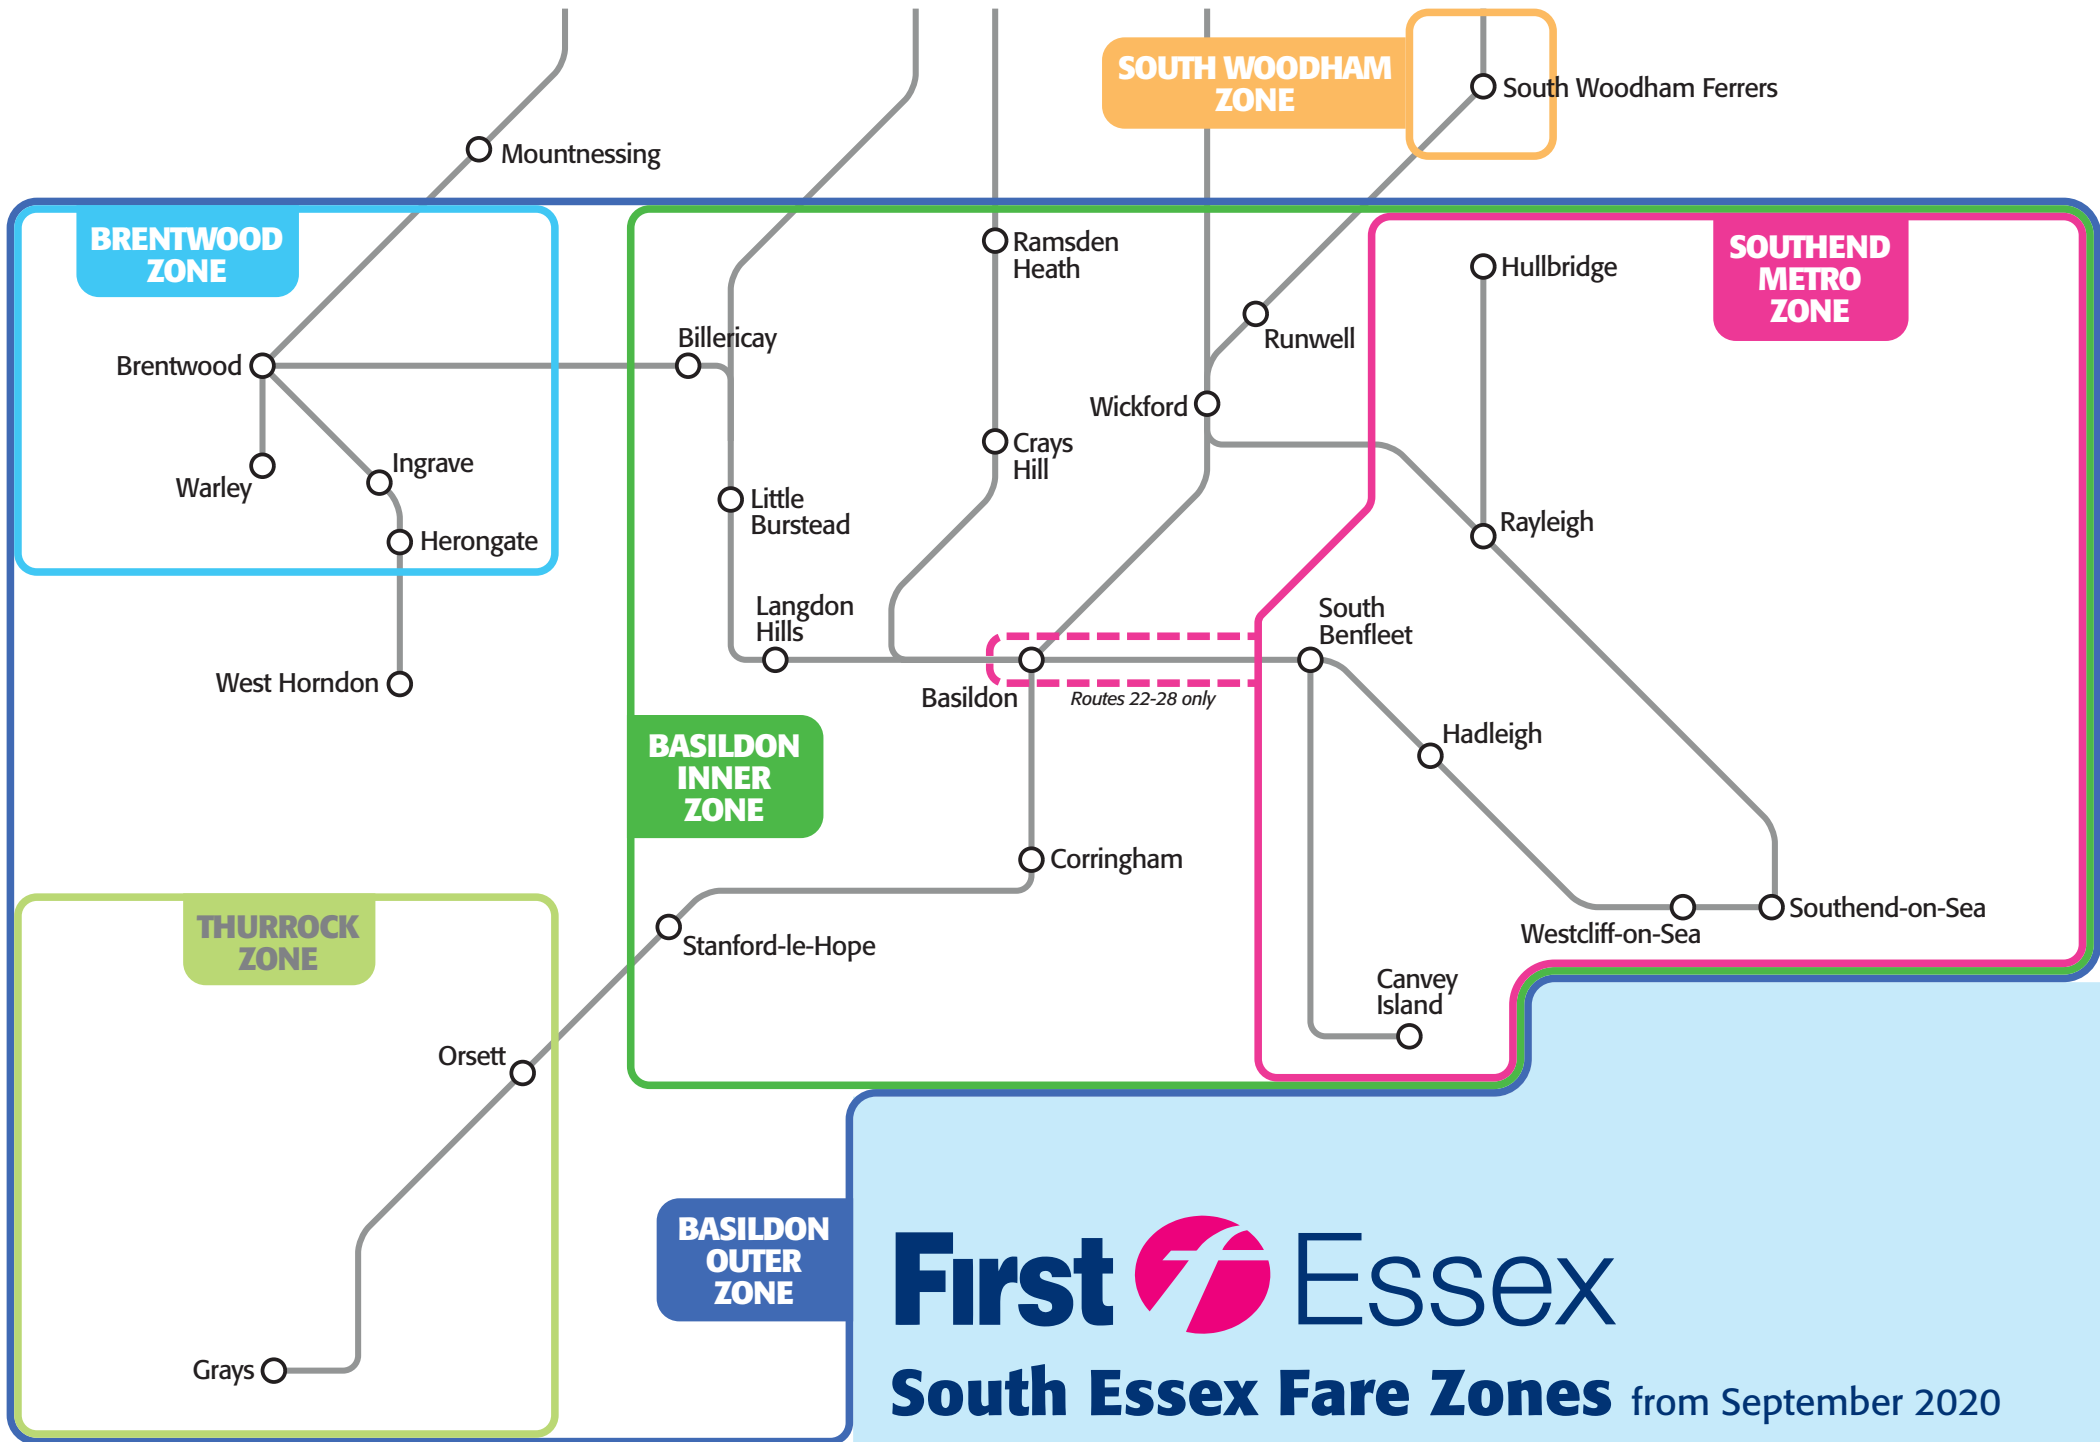 SOUTH WOODHAM
ZONE
South Woodham Ferrers
Mountnessing
BRENTWOOD
ZONE
Ramsden
Heath
SOUTHEND
METRO
ZONE
Hullbridge
Billericay
Runwell
Brentwood
Wickford
Crays
Hill
Ingrave
Warley
Little
Burstead
Rayleigh
Herongate
Langdon
Hills
South
Benfleet
West Horndon
Basildon
Routes 22-28 only
Hadleigh
BASILDON
INNER
ZONE
Corringham
THURROCK
ZONE
Stanford-le-Hope
Westcliff-on-Sea
Southend-on-Sea
Canvey
Island
Orsett
BASILDON
OUTER
ZONE
First Essex
Grays
South Essex Fare Zones from September 2020